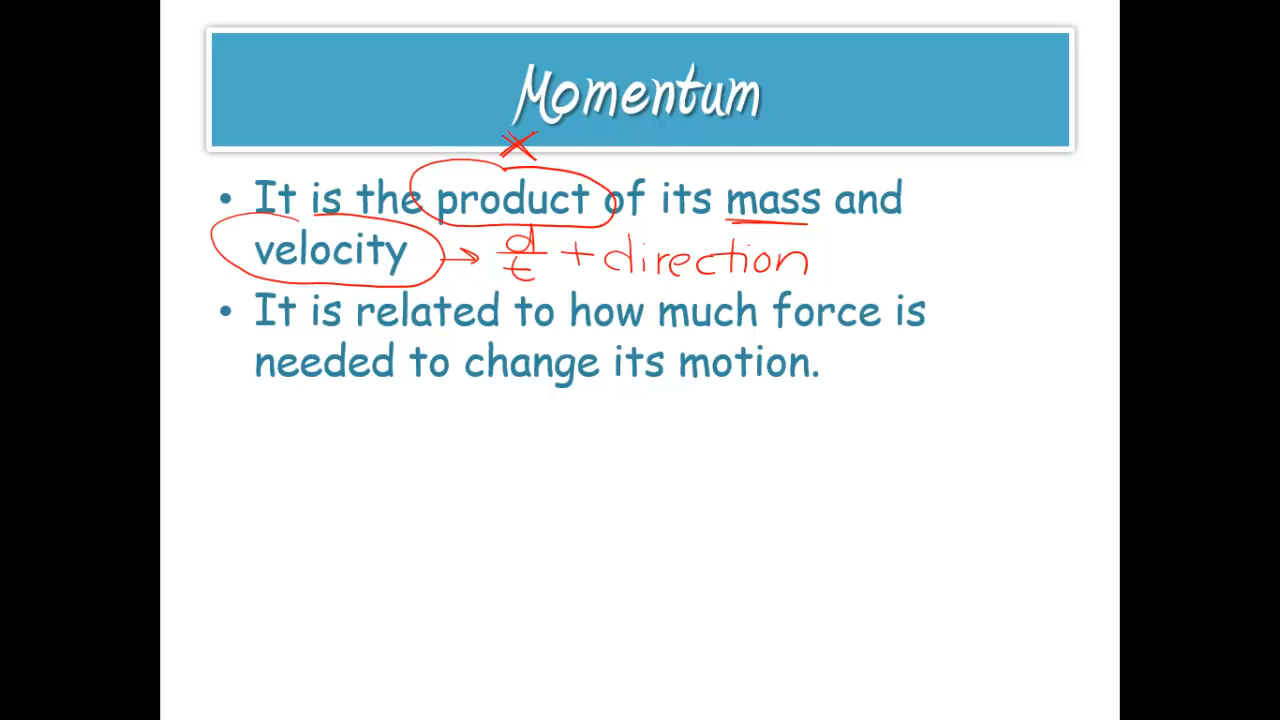 Momentum
×
• It is the product of its mass and
velocity → d/t + direction
• It is related to how much force is
needed to change its motion.